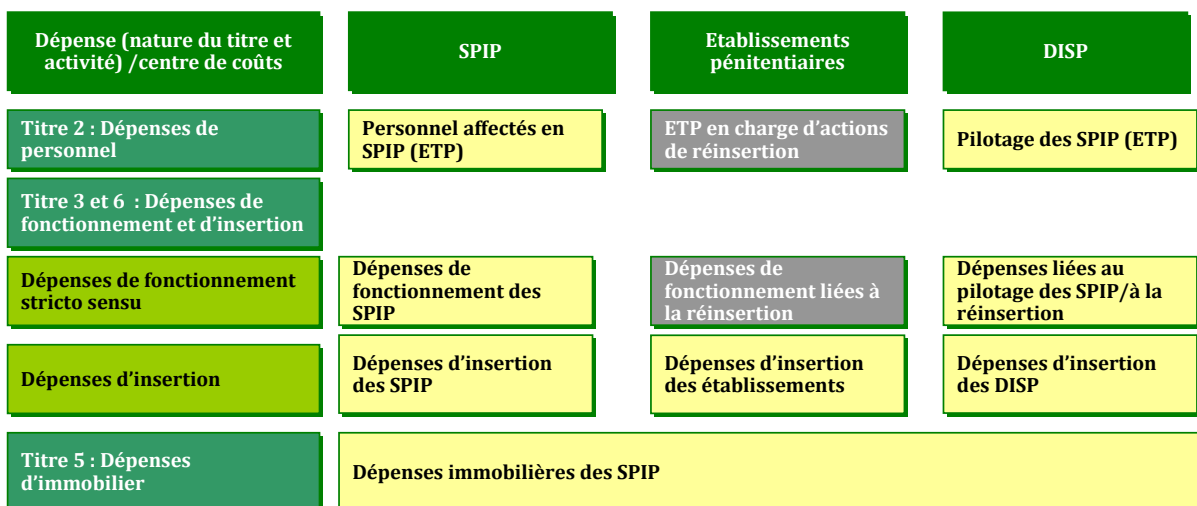 Dépense (nature du titre et
activité) /centre de coûts
SPIP
Etablissements
pénitentiaires
DISP
Titre 2 : Dépenses de
personnel
Personnel affectés en
SPIP (ETP)
ETP en charge d'actions
de réinsertion
Pilotage des SPIP (ETP)
Titre 3 et 6 : Dépenses de
fonctionnement et d'insertion
Dépenses de fonctionnement
stricto sensu
Dépenses de
fonctionnement des
SPIP
Dépenses de
fonctionnement liées à
la réinsertion
Dépenses liées au
pilotage des SPIP/à la
réinsertion
Dépenses d'insertion
Dépenses d'insertion
des SPIP
Dépenses d'insertion
des établissements
Dépenses d'insertion
des DISP
Titre 5 : Dépenses
d'immobilier
Dépenses immobilières des SPIP